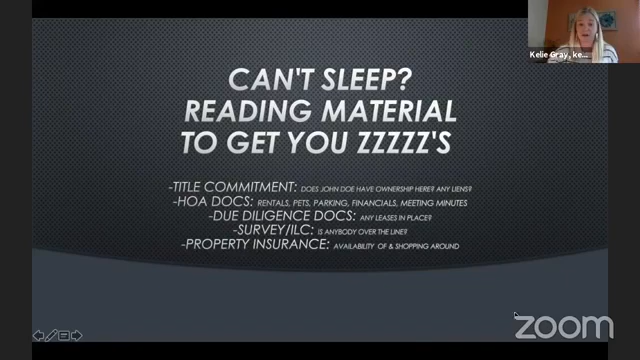 Kelie Gray, ke...
CAN'T SLEEP?
READING MATERIAL
TO GET YOU ZZZZZ'S
-TITLE COMMITMENT: DOES JOHN DOE HAVE OWNERSHIP HERE? ANY LIENS?
-HOA DOCS: RENTALS, PETS, PARKING, FINANCIALS, MEETING MINUTES
-DUE DILIGENCE DOCS: ANY LEASES IN PLACE?
-SURVEY/ILC: IS ANYBODY OVER THE LINE?
-PROPERTY INSURANCE: AVAILABILITY OF & SHOPPING AROUND
zoom